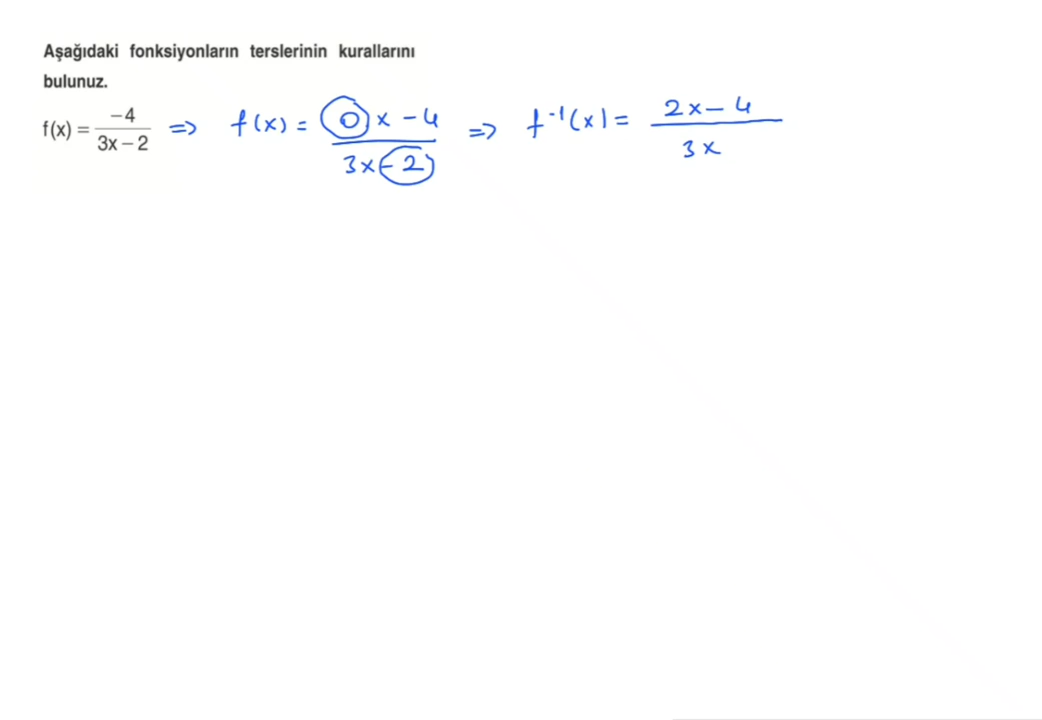 Aşağıdaki fonksiyonların terslerinin kurallarını
bulunuz.
f(x) = -4 / 3x - 2 => f(x) = 0x - 4 / 3x - 2 => f⁻¹(x) = 2x - 4 / 3x